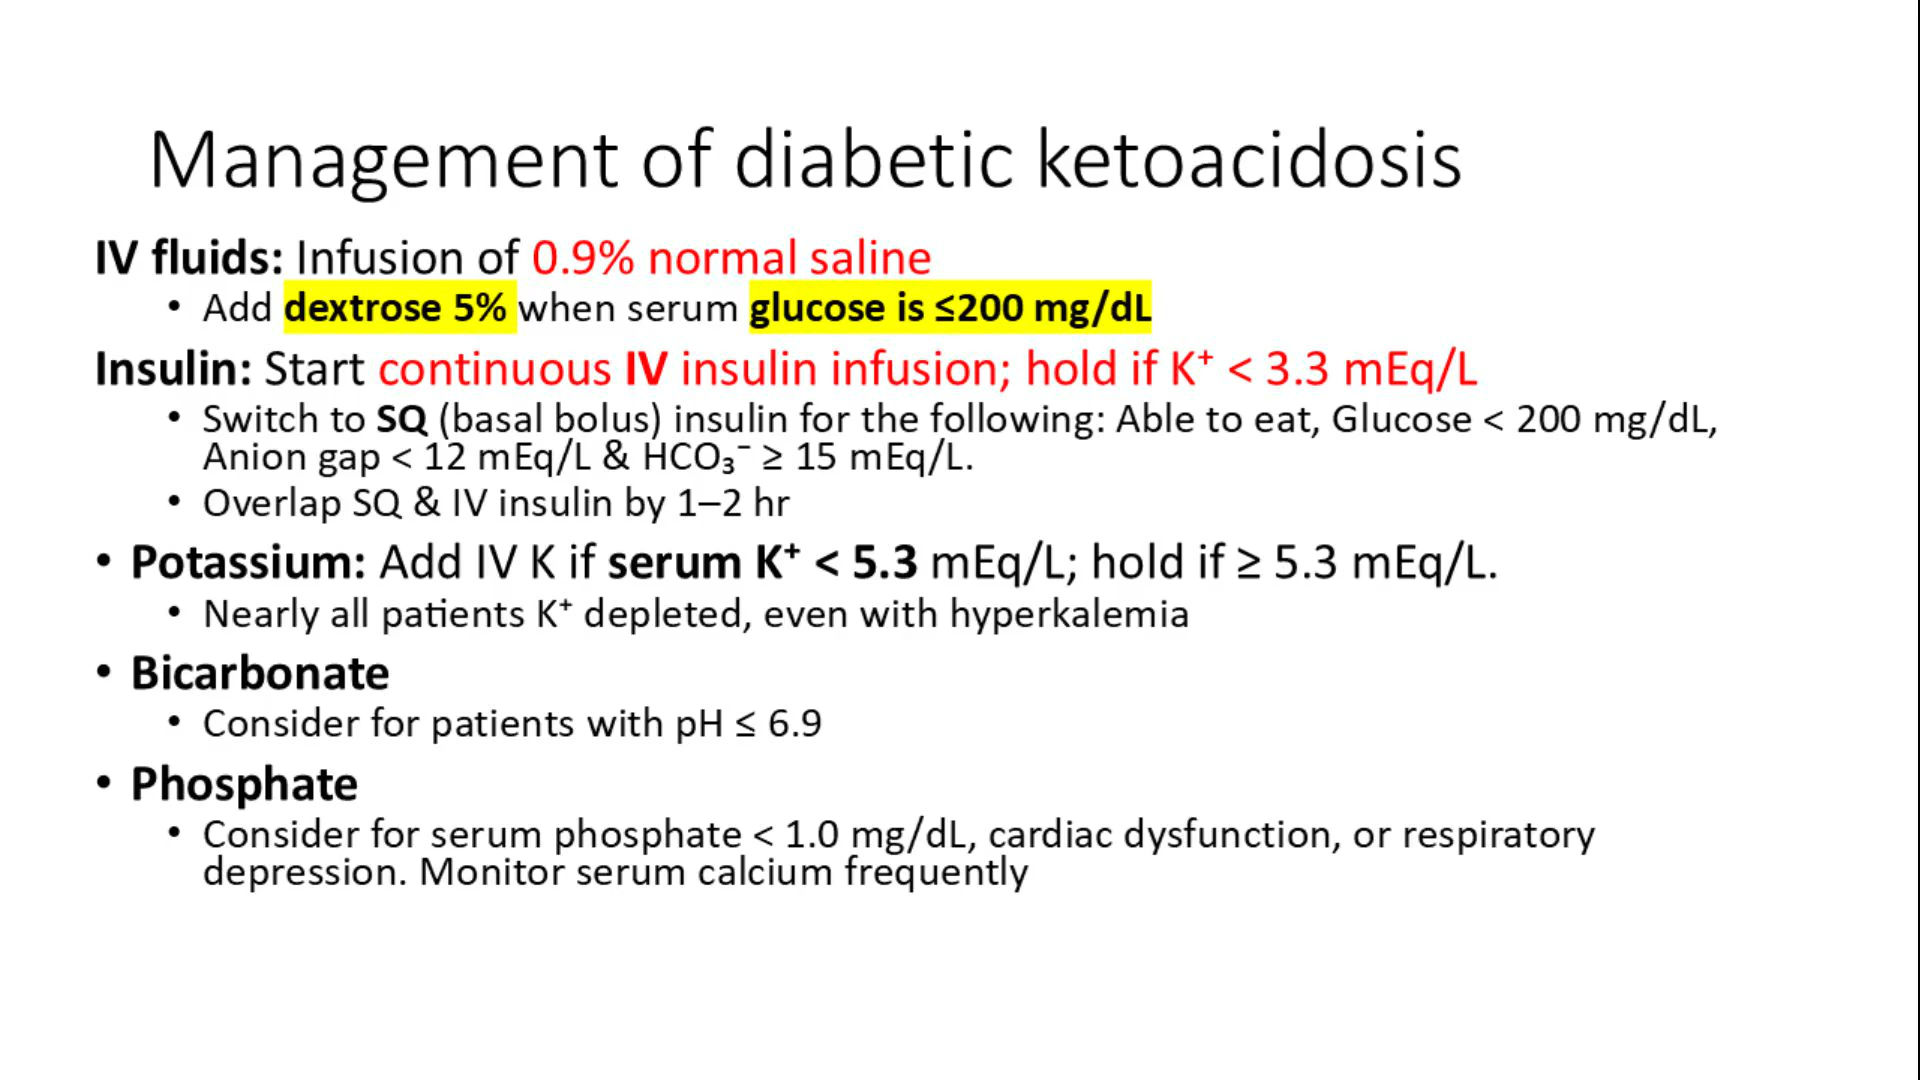 Management of diabetic ketoacidosis
IV fluids: Infusion of 0.9% normal saline
• Add dextrose 5% when serum glucose is ≤200 mg/dL
Insulin: Start continuous IV insulin infusion; hold if K⁺ < 3.3 mEq/L
• Switch to SQ (basal bolus) insulin for the following: Able to eat, Glucose < 200 mg/dL,
Anion gap < 12 mEq/L & HCO₃⁻ ≥ 15 mEq/L.
• Overlap SQ & IV insulin by 1–2 hr
• Potassium: Add IV K if serum K⁺ < 5.3 mEq/L; hold if ≥ 5.3 mEq/L.
• Nearly all patients K⁺ depleted, even with hyperkalemia
• Bicarbonate
• Consider for patients with pH ≤ 6.9
• Phosphate
• Consider for serum phosphate < 1.0 mg/dL, cardiac dysfunction, or respiratory
depression. Monitor serum calcium frequently